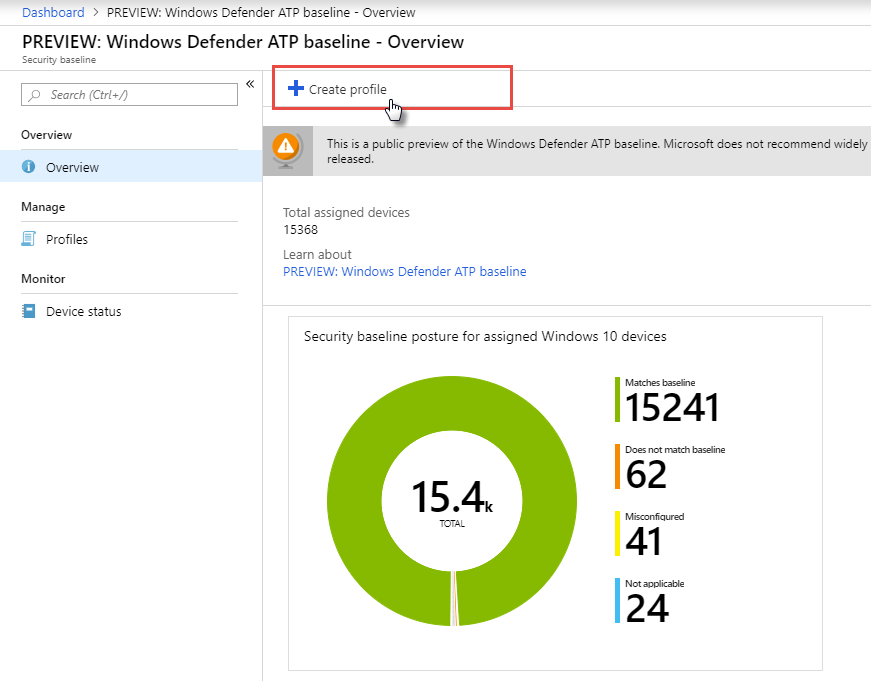 Dashboard > PREVIEW: Windows Defender ATP baseline - Overview
PREVIEW: Windows Defender ATP baseline - Overview
Security baseline
Search (Ctrl+/)
«
Overview
Overview
Manage
Profiles
Monitor
Device status
Create profile
This is a public preview of the Windows Defender ATP baseline. Microsoft does not recommend widely
released.
Total assigned devices
15368
Learn about
PREVIEW: Windows Defender ATP baseline
Security baseline posture for assigned Windows 10 devices
15.4k
TOTAL
Matches baseline
15241
Does not match baseline
62
Misconfigured
41
Not applicable
24